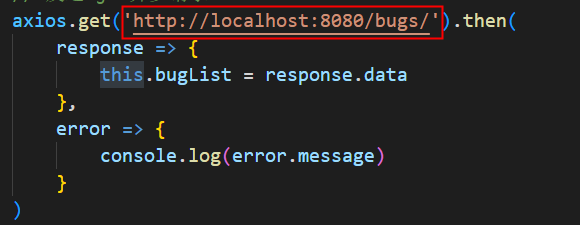 axios.get('http://localhost:8080/bugs/').then(
response => {
this.bugList = response.data
},
error => {
console.log(error.message)
}
)